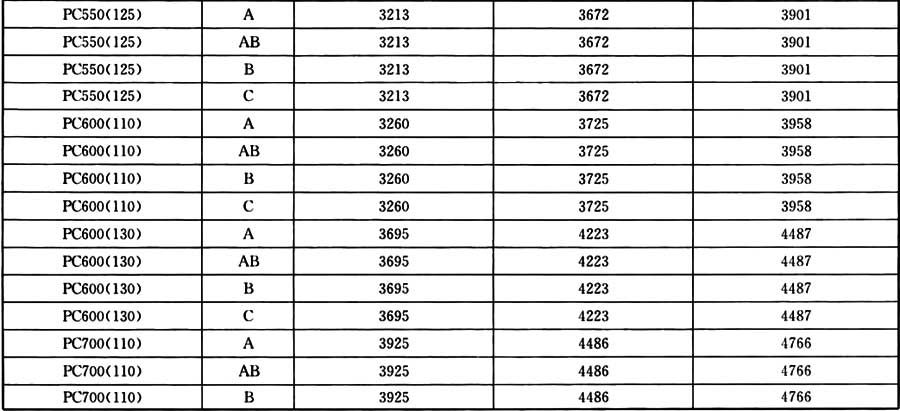 PC550(125) A 3213 3672 3901
PC550(125) AB 3213 3672 3901
PC550(125) B 3213 3672 3901
PC550(125) C 3213 3672 3901
PC600(110) A 3260 3725 3958
PC600(110) AB 3260 3725 3958
PC600(110) B 3260 3725 3958
PC600(110) C 3260 3725 3958
PC600(130) A 3695 4223 4487
PC600(130) AB 3695 4223 4487
PC600(130) B 3695 4223 4487
PC600(130) C 3695 4223 4487
PC700(110) A 3925 4486 4766
PC700(110) AB 3925 4486 4766
PC700(110) B 3925 4486 4766